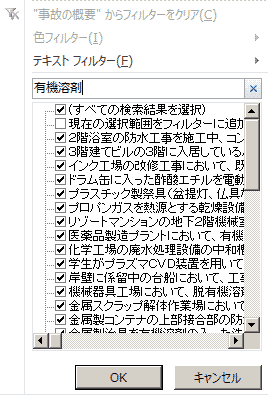 "事故の概要" からフィルターをクリア(C)
色フィルター(I)
テキスト フィルター(F)
有機溶剤
(すべての検索結果を選択)
現在の選択範囲をフィルターに追加
2階浴室の防水工事を施工中、コン
3階建てビルの3階に入居している
インク工場の改修工事において、既
ドラム缶に入った酢酸エチルを電動
プラスチック製祭具(盆提灯、仏具
プロパンガスを熱源とする乾燥設備
リゾートマンションの地下2階機械室
医薬品製造プラントにおいて、有機
化学工場の廃水処理設備の中和槽
学生がプラズマCVD装置を用いて
岸壁に係留中の台船において、工事
機械器具工場において、脱有機溶剤
金属スクラップ解体作業場において
金属製コンテナの上部接合部の防
OK
キャンセル